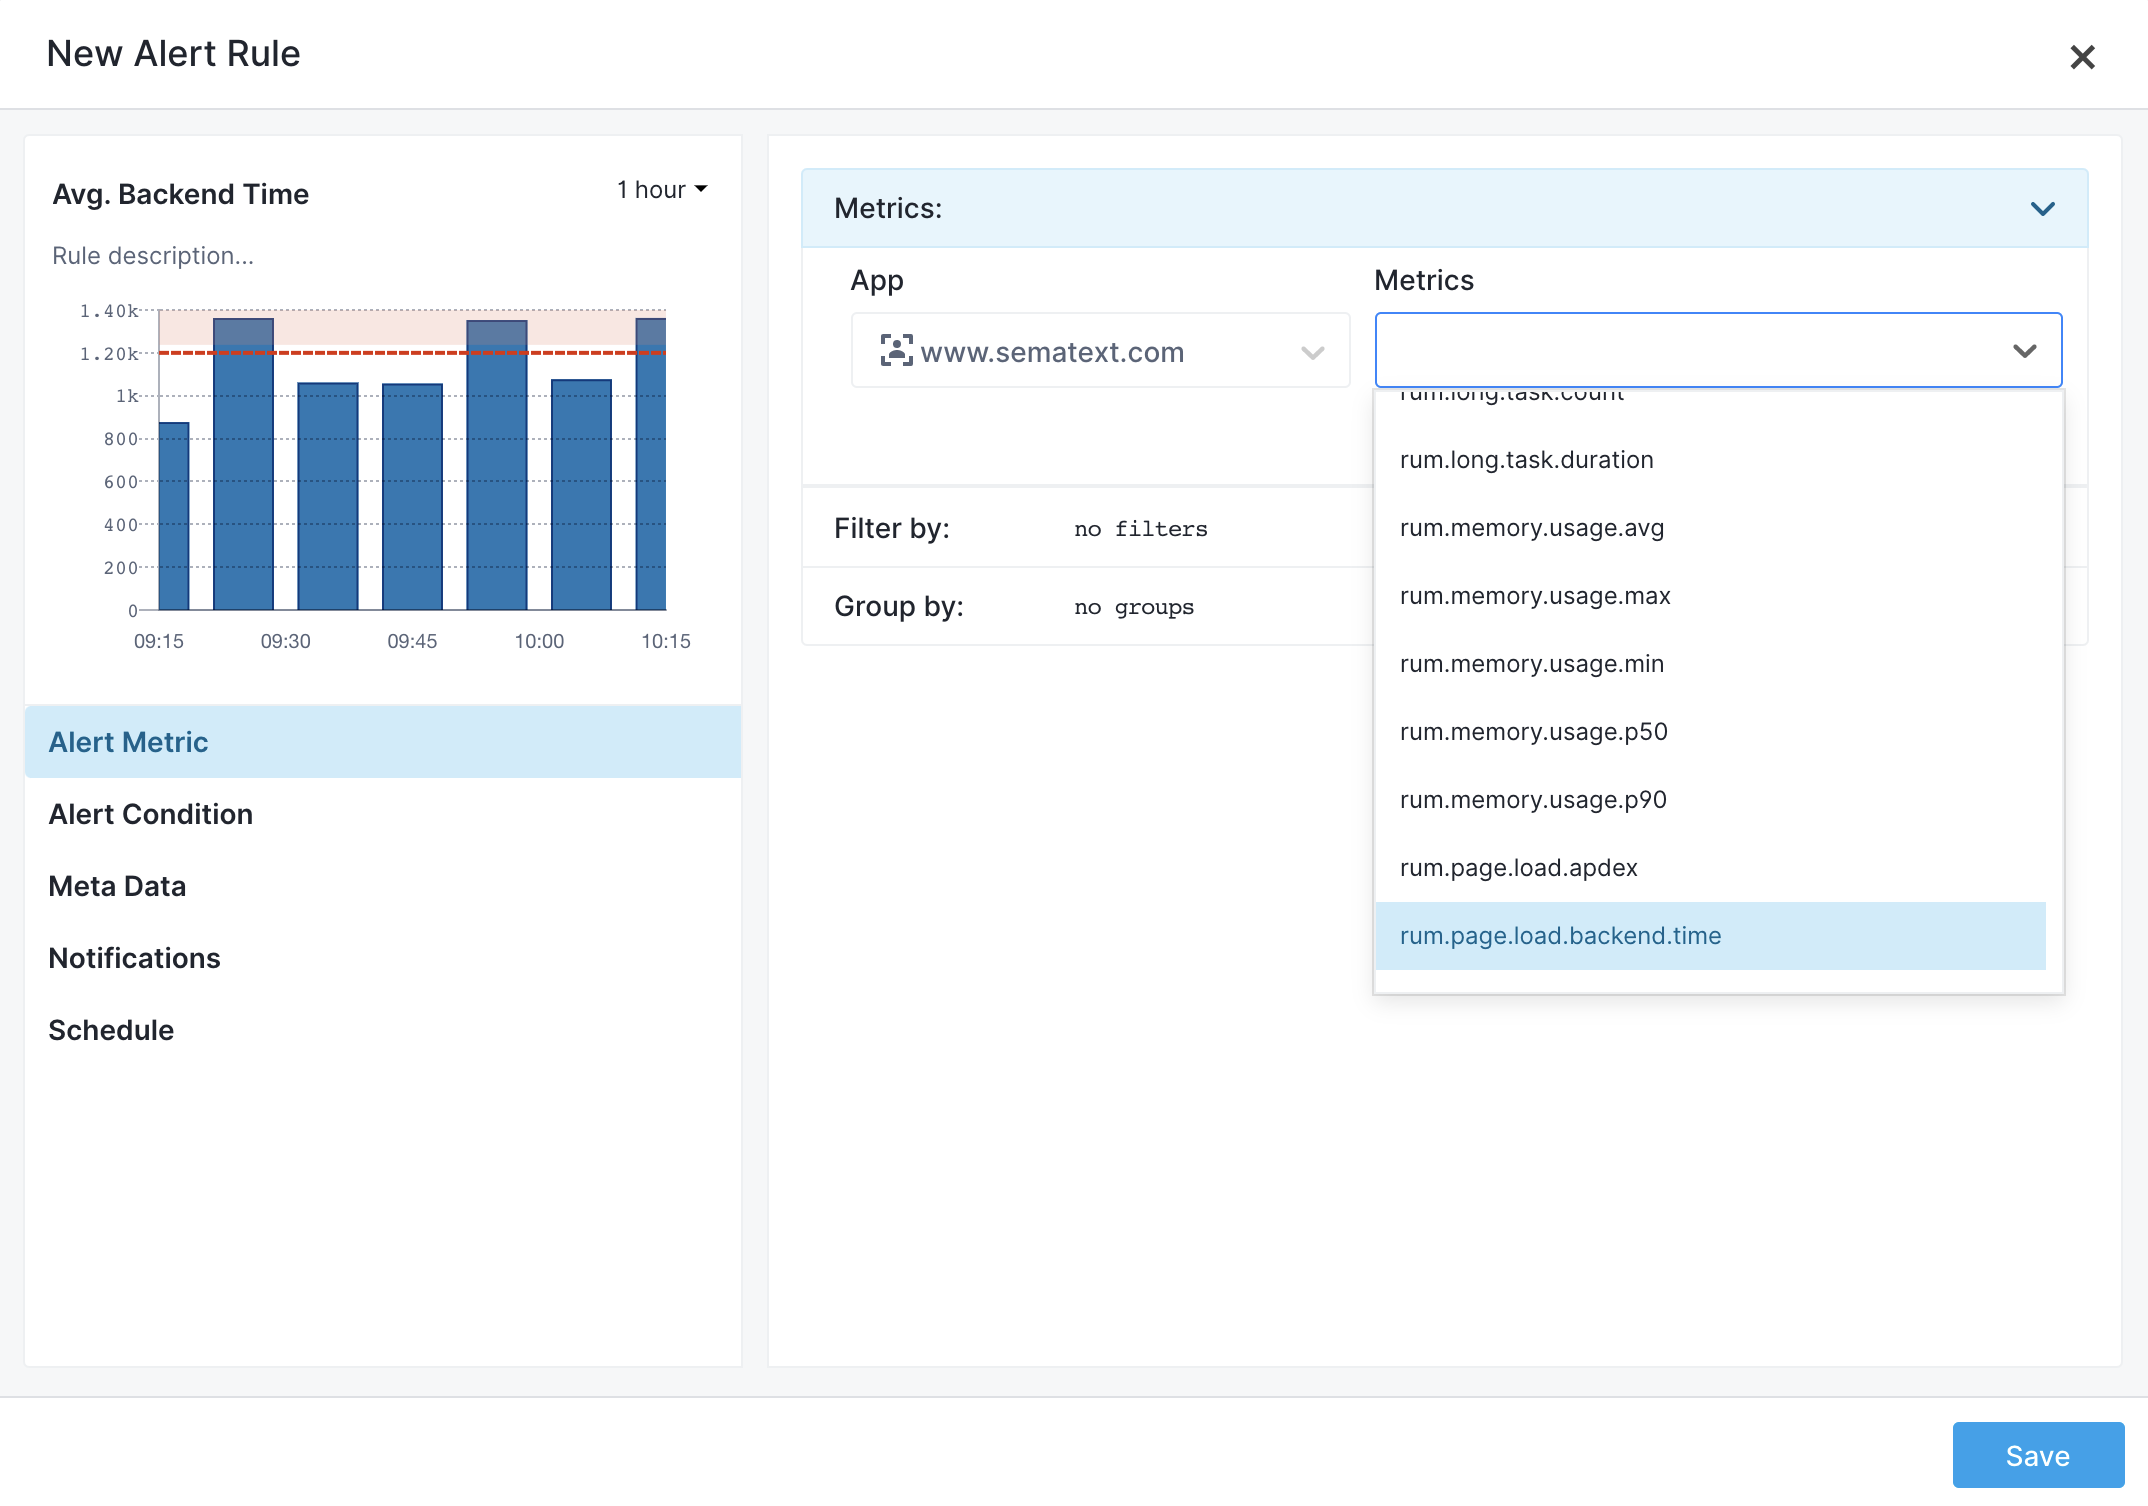 New Alert Rule
Avg. Backend Time
1 hour
Rule description...
1.40k
1.20k
1k
800
600
400
200
0
09:15 09:30 09:45 10:00 10:15
Alert Metric
Alert Condition
Meta Data
Notifications
Schedule
Metrics:
App
www.sematext.com
Metrics
rum.long.task.count
rum.long.task.duration
rum.memory.usage.avg
rum.memory.usage.max
rum.memory.usage.min
rum.memory.usage.p50
rum.memory.usage.p90
rum.page.load.apdex
rum.page.load.backend.time
Filter by: no filters
Group by: no groups
Save